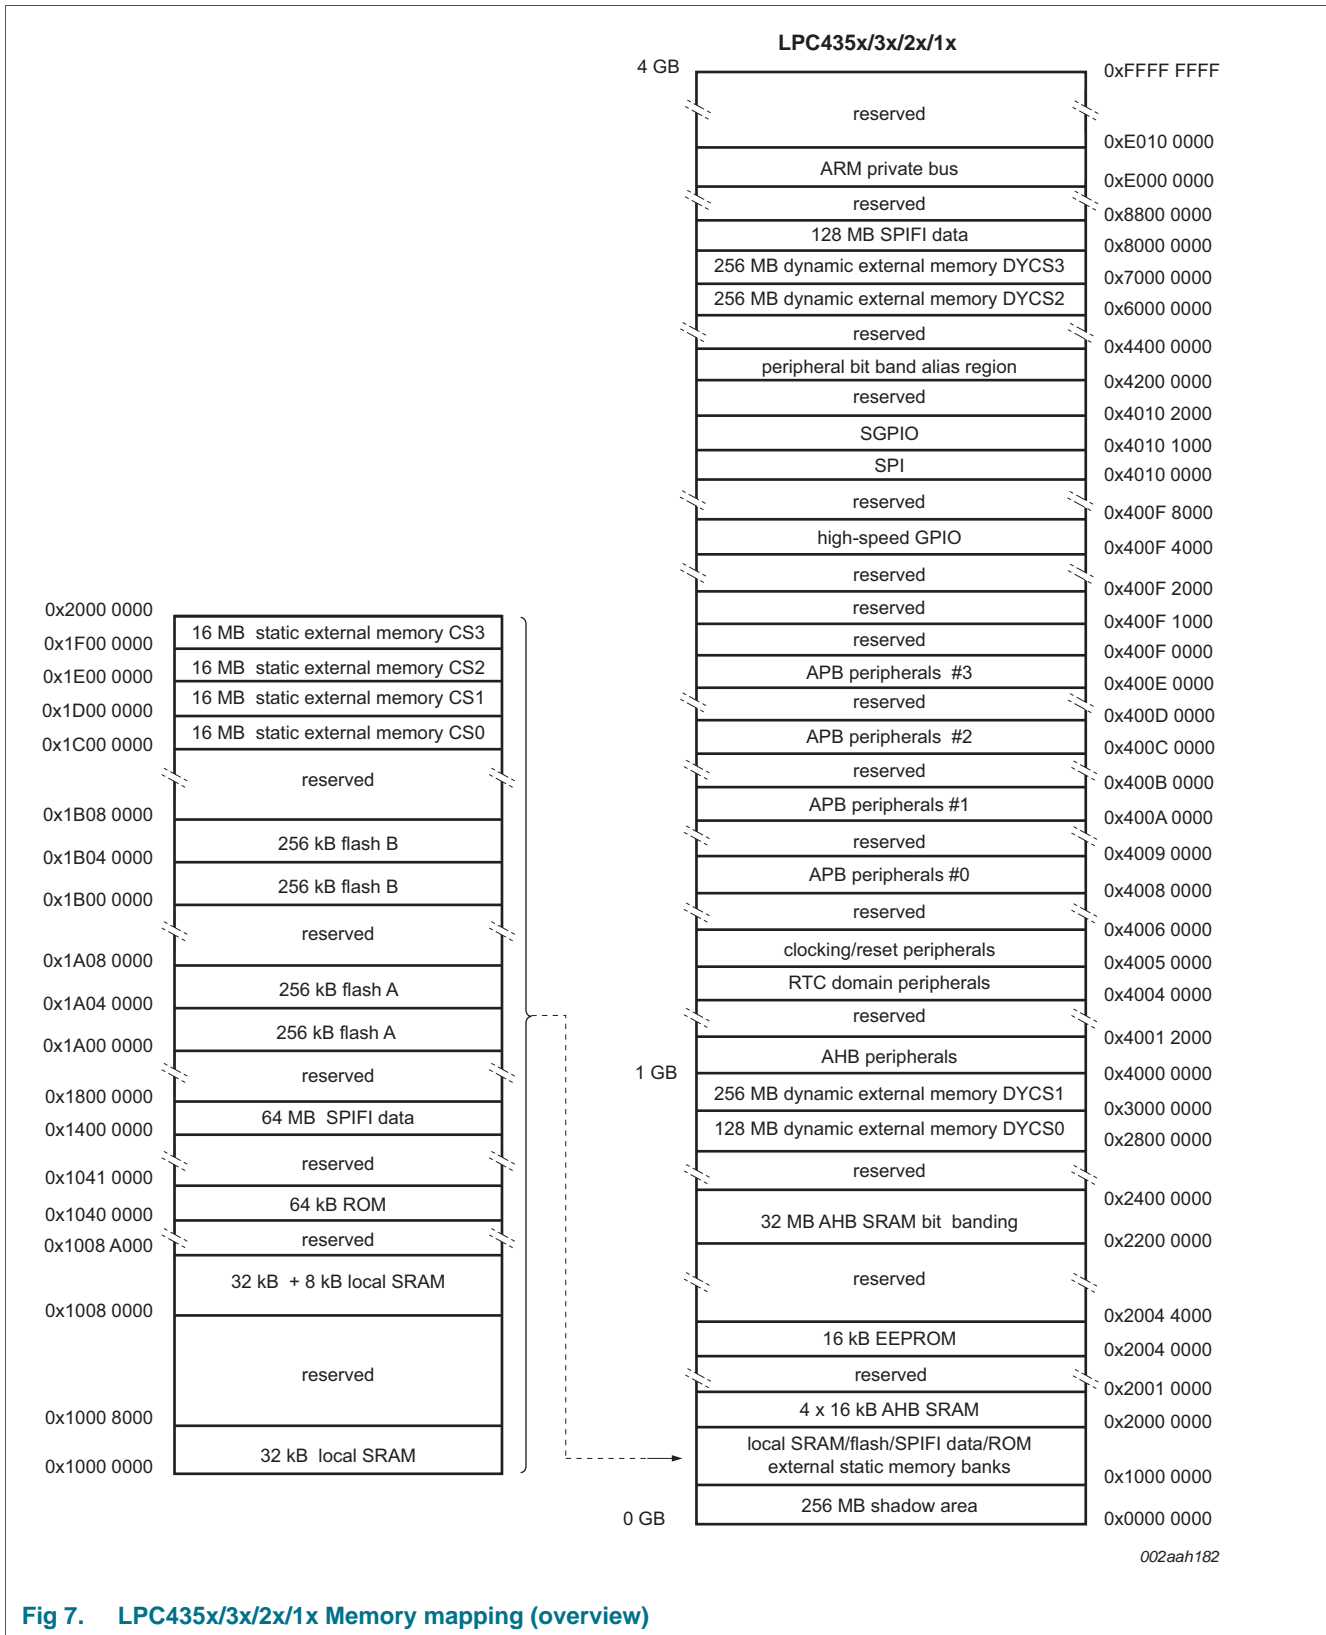 LPC435x/3x/2x/1x
4 GB
0xFFFF FFFF
reserved
0xE010 0000
ARM private bus
0xE000 0000
reserved
0x8800 0000
128 MB SPIFI data
0x8000 0000
256 MB dynamic external memory DYCS3
0x7000 0000
256 MB dynamic external memory DYCS2
0x6000 0000
reserved
0x4400 0000
peripheral bit band alias region
0x4200 0000
reserved
0x4010 2000
SGPIO
0x4010 1000
SPI
0x4010 0000
reserved
0x400F 8000
high-speed GPIO
0x400F 4000
reserved
0x400F 2000
reserved
0x400F 1000
reserved
0x400F 0000
APB peripherals #3
0x400E 0000
reserved
0x400D 0000
APB peripherals #2
0x400C 0000
reserved
0x400B 0000
APB peripherals #1
0x400A 0000
reserved
0x4009 0000
APB peripherals #0
0x4008 0000
reserved
0x4006 0000
clocking/reset peripherals
0x4005 0000
RTC domain peripherals
0x4004 0000
reserved
0x4001 2000
AHB peripherals
1 GB
0x4000 0000
256 MB dynamic external memory DYCS1
0x3000 0000
128 MB dynamic external memory DYCS0
0x2800 0000
reserved
0x2400 0000
32 MB AHB SRAM bit banding
0x2200 0000
reserved
0x2004 4000
16 kB EEPROM
0x2004 0000
reserved
0x2001 0000
4 x 16 kB AHB SRAM
0x2000 0000
local SRAM/flash/SPIFI data/ROM
external static memory banks
0x1000 0000
256 MB shadow area
0 GB
0x0000 0000
0x2000 0000
16 MB static external memory CS3
0x1F00 0000
16 MB static external memory CS2
0x1E00 0000
16 MB static external memory CS1
0x1D00 0000
16 MB static external memory CS0
0x1C00 0000
reserved
0x1B08 0000
256 kB flash B
0x1B04 0000
256 kB flash B
0x1B00 0000
reserved
0x1A08 0000
256 kB flash A
0x1A04 0000
256 kB flash A
0x1A00 0000
reserved
0x1800 0000
64 MB SPIFI data
0x1400 0000
reserved
0x1041 0000
64 kB ROM
0x1040 0000
reserved
0x1008 A000
32 kB + 8 kB local SRAM
0x1008 0000
reserved
0x1000 8000
32 kB local SRAM
0x1000 0000
002aah182
Fig 7. LPC435x/3x/2x/1x Memory mapping (overview)